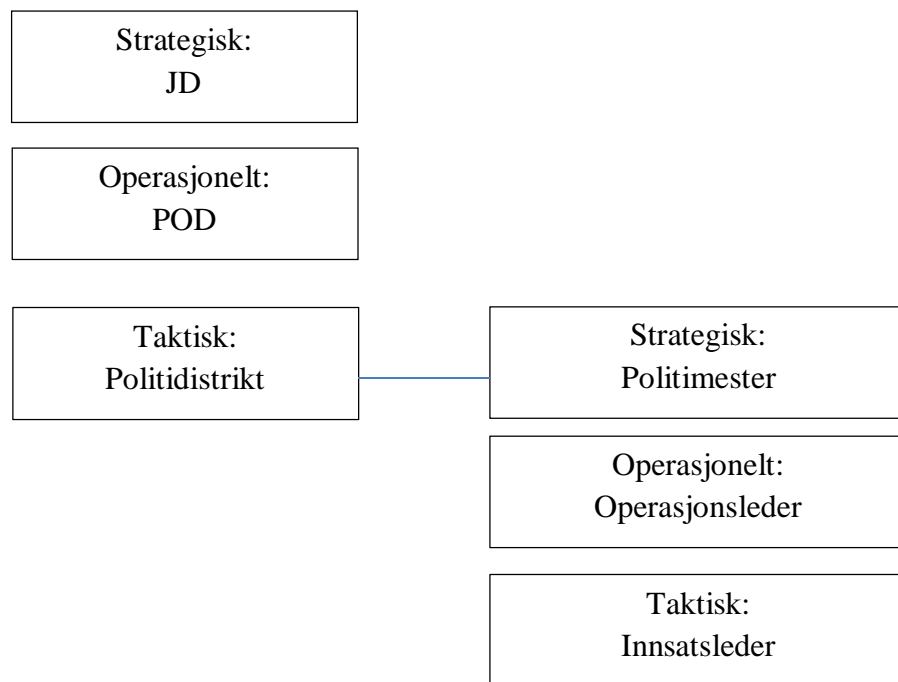 Strategisk:
JD
Operasjonelt:
POD
Taktisk:
Politidistrikt
Strategisk:
Politimester
Operasjonelt:
Operasjonsleder
Taktisk:
Innsatsleder